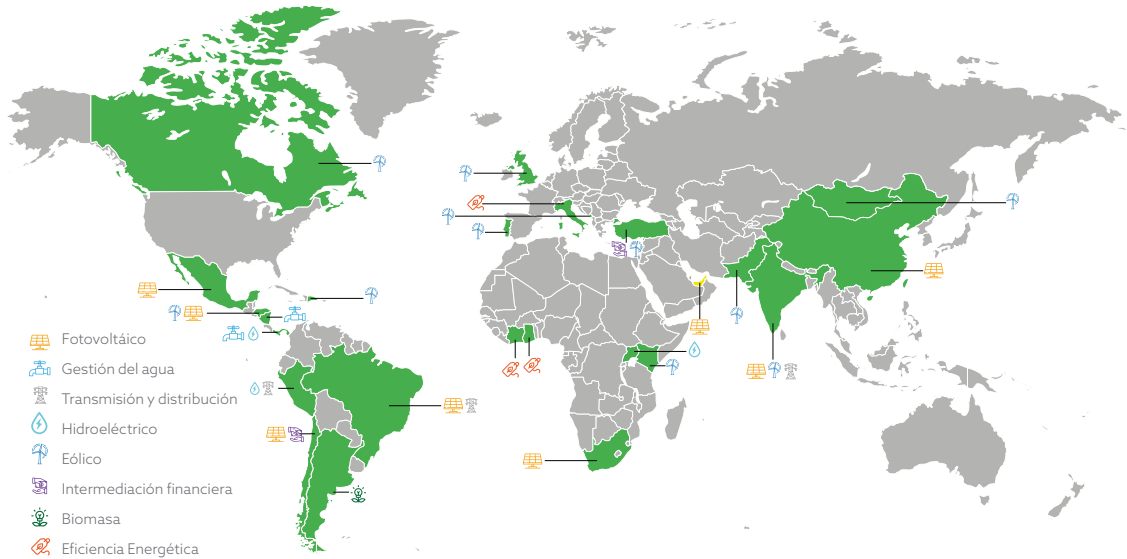 Fotovoltáico
Gestión del agua
Transmisión y distribución
Hidroeléctrico
Eólico
Intermediación financiera
Biomasa
Eficiencia Energética